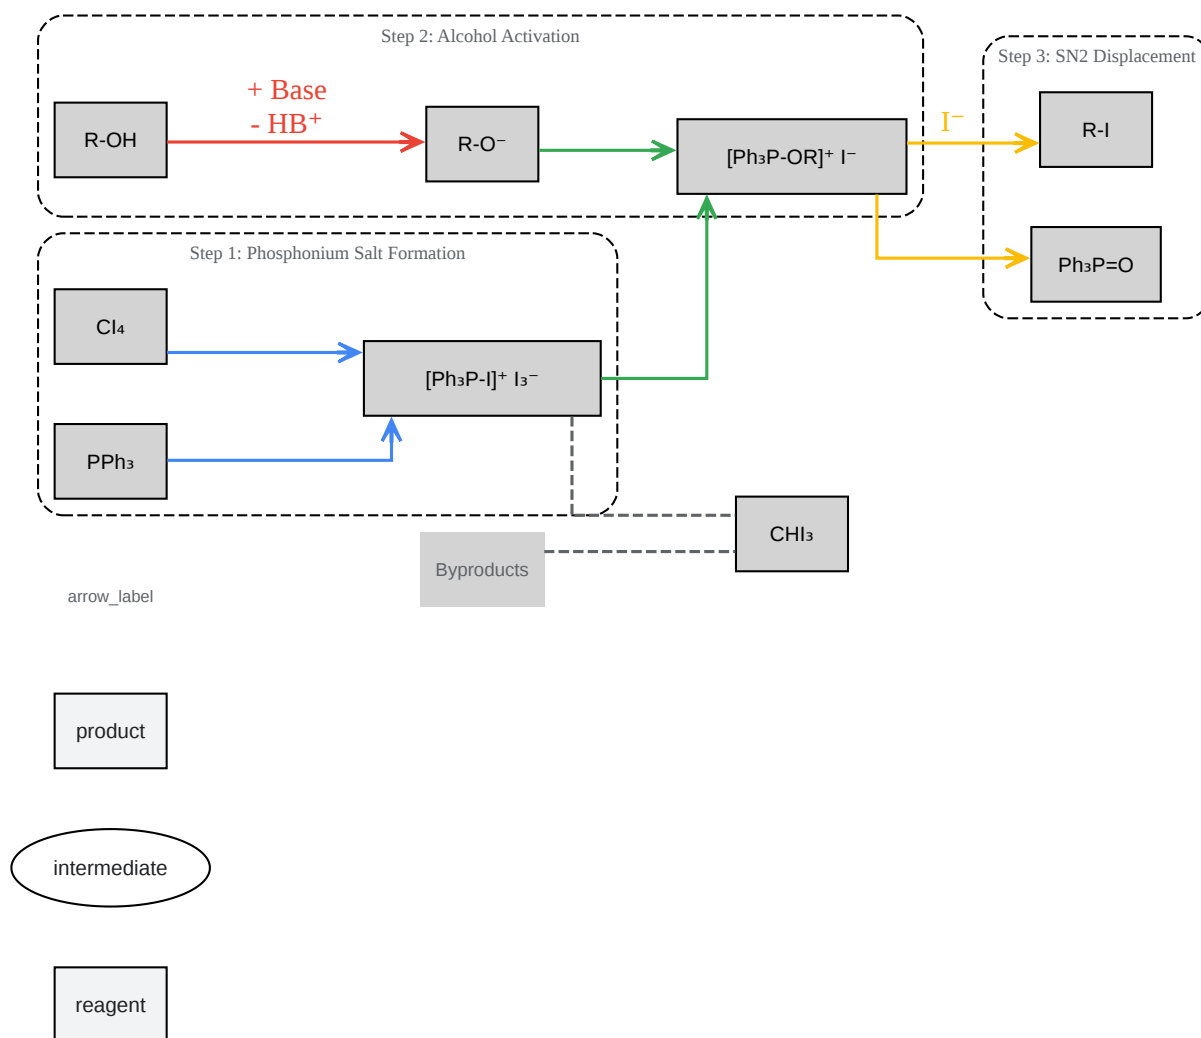 Step 2: Alcohol Activation
Step 3: SN2 Displacement
+ Base
- HB⁺
I⁻
R-OH
R-O⁻
[Ph₃P-OR]⁺ I⁻
R-I
Step 1: Phosphonium Salt Formation
Ph₃P=O
CI₄
[Ph₃P-I]⁺ I₃⁻
PPh₃
CHI₃
Byproducts
arrow_label
product
intermediate
reagent